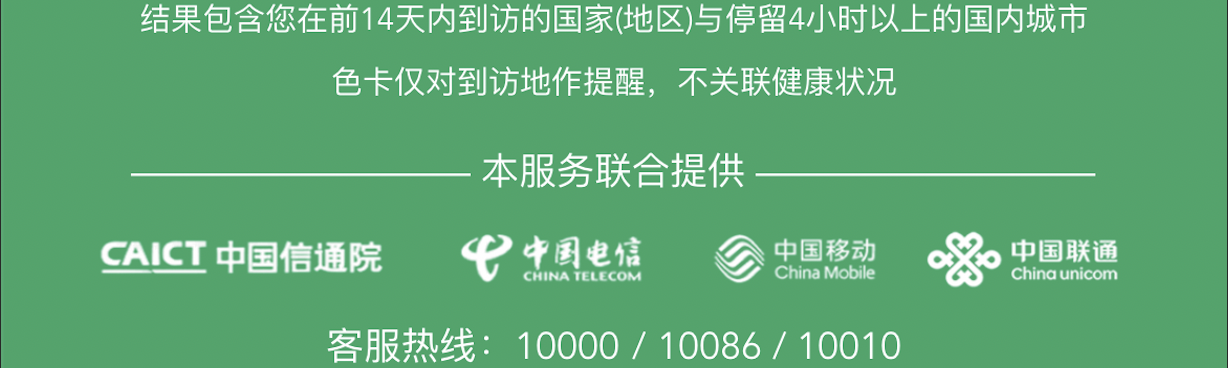 结果包含您在前14天内到访的国家(地区)与停留4小时以上的国内城市
色卡仅对到访地作提醒，不关联健康状况
本服务联合提供
CAICT 中国信通院 中国电信 CHINA TELECOM 中国移动 China Mobile 中国联通 China unicom
客服热线：10000 / 10086 / 10010